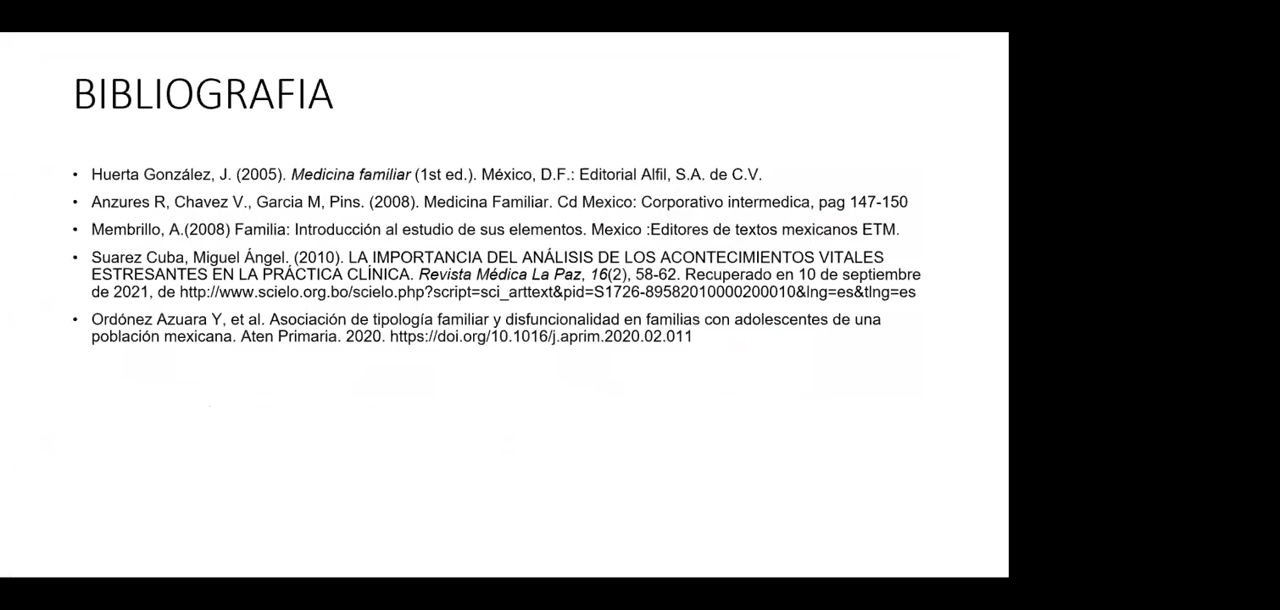 BIBLIOGRAFIA
• Huerta González, J. (2005). Medicina familiar (1st ed.). México, D.F.: Editorial Alfil, S.A. de C.V.
• Anzures R, Chavez V., Garcia M, Pins. (2008). Medicina Familiar. Cd Mexico: Corporativo intermedica, pag 147-150
• Membrillo, A.(2008) Familia: Introducción al estudio de sus elementos. Mexico :Editores de textos mexicanos ETM.
• Suarez Cuba, Miguel Ángel. (2010). LA IMPORTANCIA DEL ANÁLISIS DE LOS ACONTECIMIENTOS VITALES
ESTRESANTES EN LA PRÁCTICA CLÍNICA. Revista Médica La Paz, 16(2), 58-62. Recuperado en 10 de septiembre
de 2021, de http://www.scielo.org.bo/scielo.php?script=sci_arttext&pid=S1726-89582010000200010&lng=es&tlng=es
• Ordónez Azuara Y, et al. Asociación de tipología familiar y disfuncionalidad en familias con adolescentes de una
población mexicana. Aten Primaria. 2020. https://doi.org/10.1016/j.aprim.2020.02.011